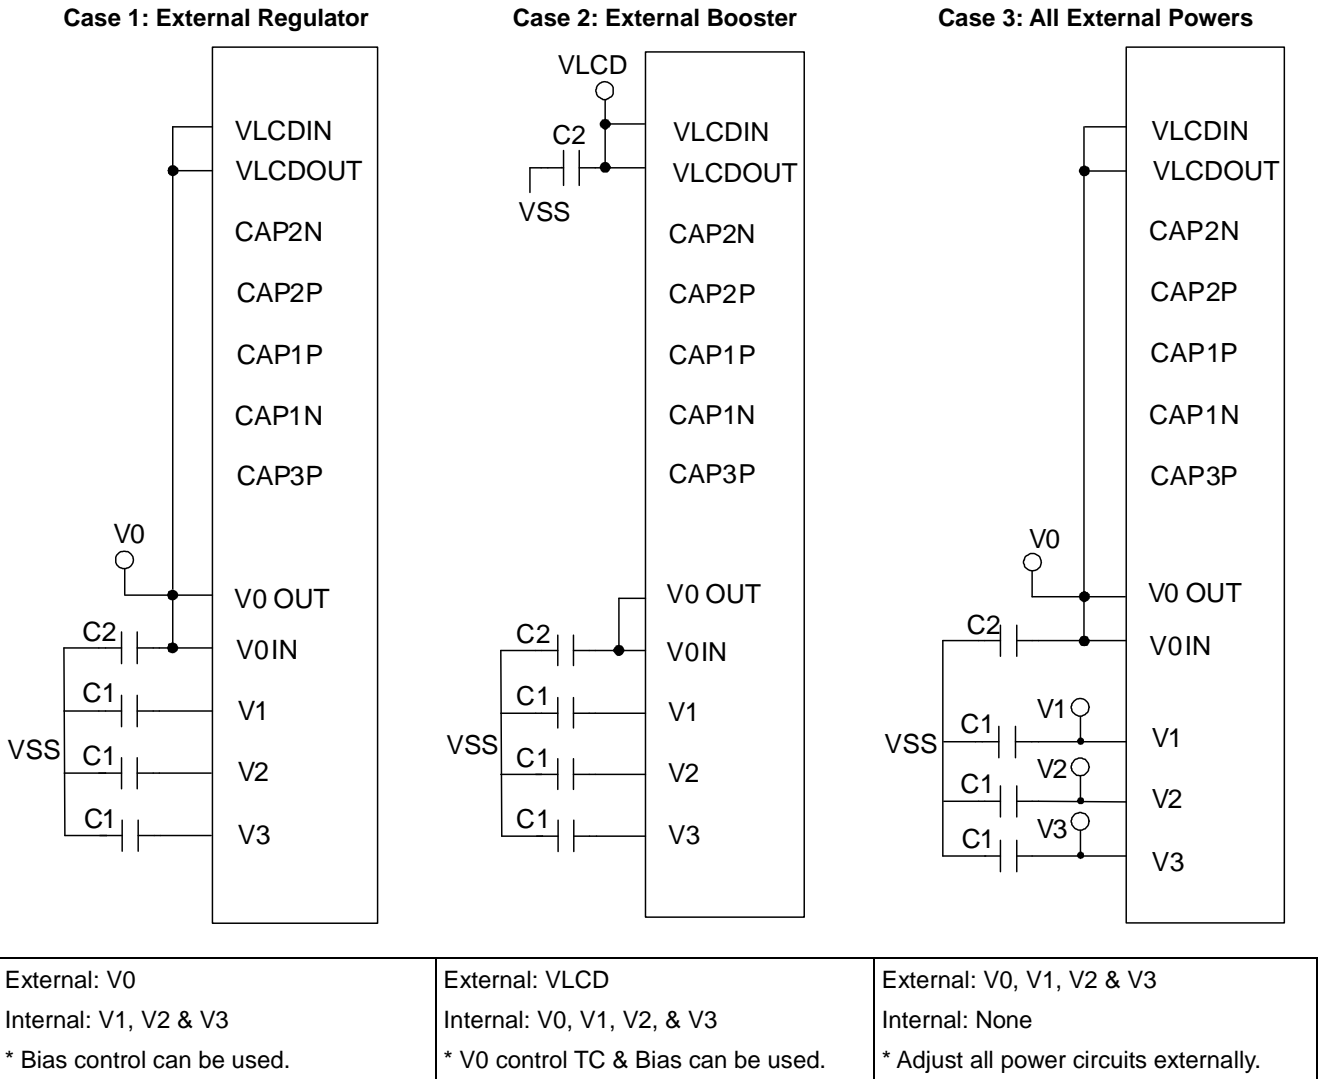 Case 1: External Regulator
VLCDIN
VLCDOUT
CAP2N
CAP2P
CAP1P
CAP1N
CAP3P
V0
V0 OUT
C2
V0IN
C1
V1
VSS
C1
V2
C1
V3
Case 2: External Booster
VLCD
C2
VLCDIN
VLCDOUT
VSS
CAP2N
CAP2P
CAP1P
CAP1N
CAP3P
V0 OUT
C2
V0IN
C1
V1
VSS
C1
V2
C1
V3
Case 3: All External Powers
VLCDIN
VLCDOUT
CAP2N
CAP2P
CAP1P
CAP1N
CAP3P
V0
V0 OUT
C2
V0IN
V1
C1
V1
VSS
V2
C1
V2
V3
C1
V3
External: V0
Internal: V1, V2 & V3
* Bias control can be used.
External: VLCD
Internal: V0, V1, V2, & V3
* V0 control TC & Bias can be used.
External: V0, V1, V2 & V3
Internal: None
* Adjust all power circuits externally.